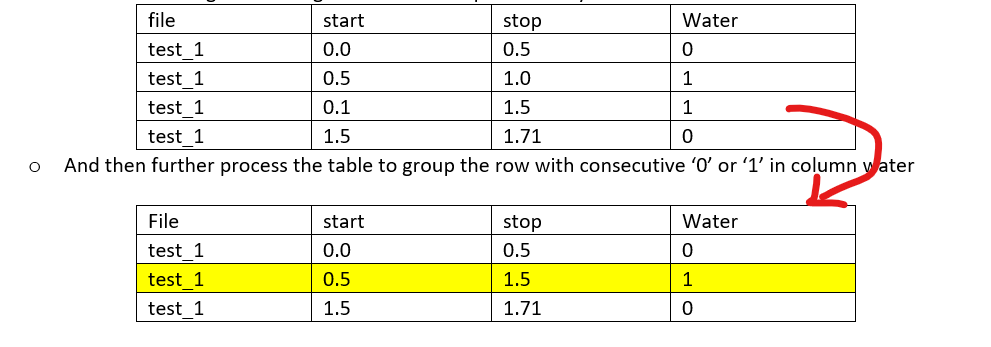 file start stop Water
test_1 0.0 0.5 0
test_1 0.5 1.0 1
test_1 0.1 1.5 1
test_1 1.5 1.71 0
o And then further process the table to group the row with consecutive ‘0’ or ‘1’ in column water
File start stop Water
test_1 0.0 0.5 0
test_1 0.5 1.5 1
test_1 1.5 1.71 0